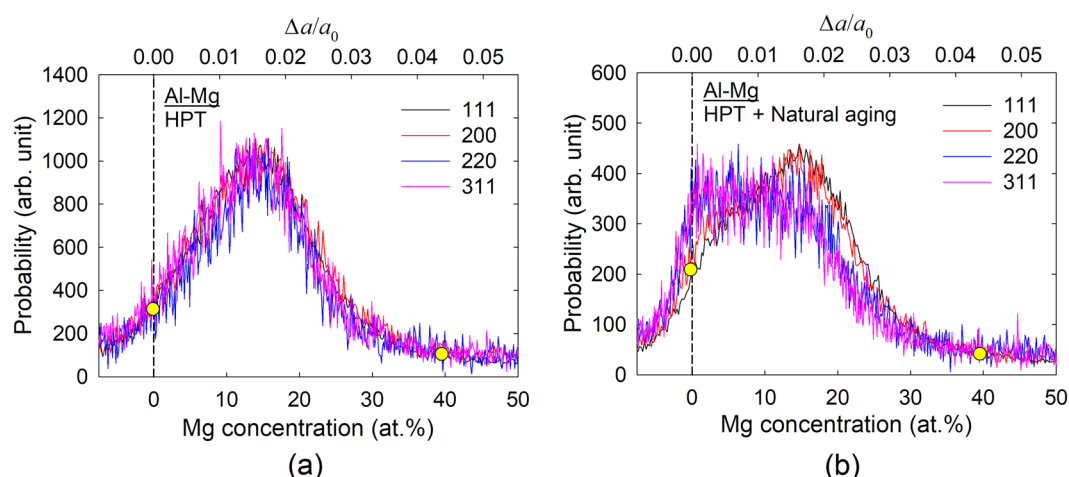 Δa/a0
0.00 0.01 0.02 0.03 0.04 0.05
1400
1200
1000
800
600
400
200
0
Probability (arb. unit)
Al-Mg
HPT
111
200
220
311
0 10 20 30 40 50
Mg concentration (at.%)
(a)
Δa/a0
0.00 0.01 0.02 0.03 0.04 0.05
600
500
400
300
200
100
0
Probability (arb. unit)
Al-Mg
HPT + Natural aging
111
200
220
311
0 10 20 30 40 50
Mg concentration (at.%)
(b)